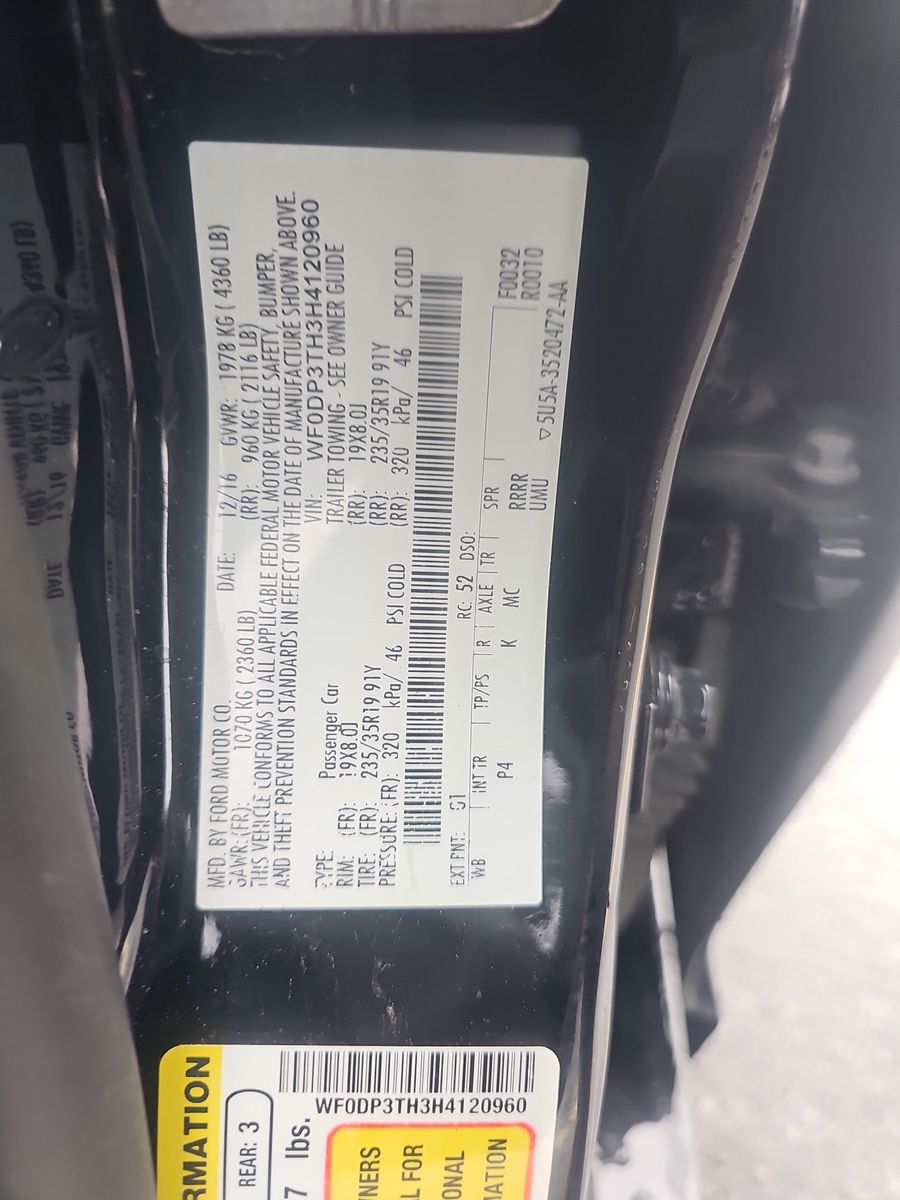 MFD. BY FORD MOTOR CO. DATE: 12/16 GVWR: 1978 KG ( 4360 LB)
GAWR:(FR): 1070 KG ( 2360 LB) (RR): 960 KG ( 2116 LB)
THIS VEHICLE CONFORMS TO ALL APPLICABLE FEDERAL MOTOR VEHICLE SAFETY, BUMPER,
AND THEFT PREVENTION STANDARDS IN EFFECT ON THE DATE OF MANUFACTURE SHOWN ABOVE.
VIN: WF0DP3TH3H4120960
TYPE: Passenger Car TRAILER TOWING - SEE OWNER GUIDE
RIM: (FR): 19X8.0J (RR): 19X8.0J
TIRE: (FR): 235/35R19 91Y (RR): 235/35R19 91Y
PRESSURE: (FR): 320 kPa/ 46 PSI COLD (RR): 320 kPa/ 46 PSI COLD
EXT PNT: G1 RC: 52 DSO:
WB INT TR TP/PS R AXLE TR SPR F0032
P4 K MC RRRR R0010
UMU
▽5U5A-3520472-AA
RMATION
REAR: 3
7 lbs.
WF0DP3TH3H4120960
NERS
L FOR
ONAL
MATION